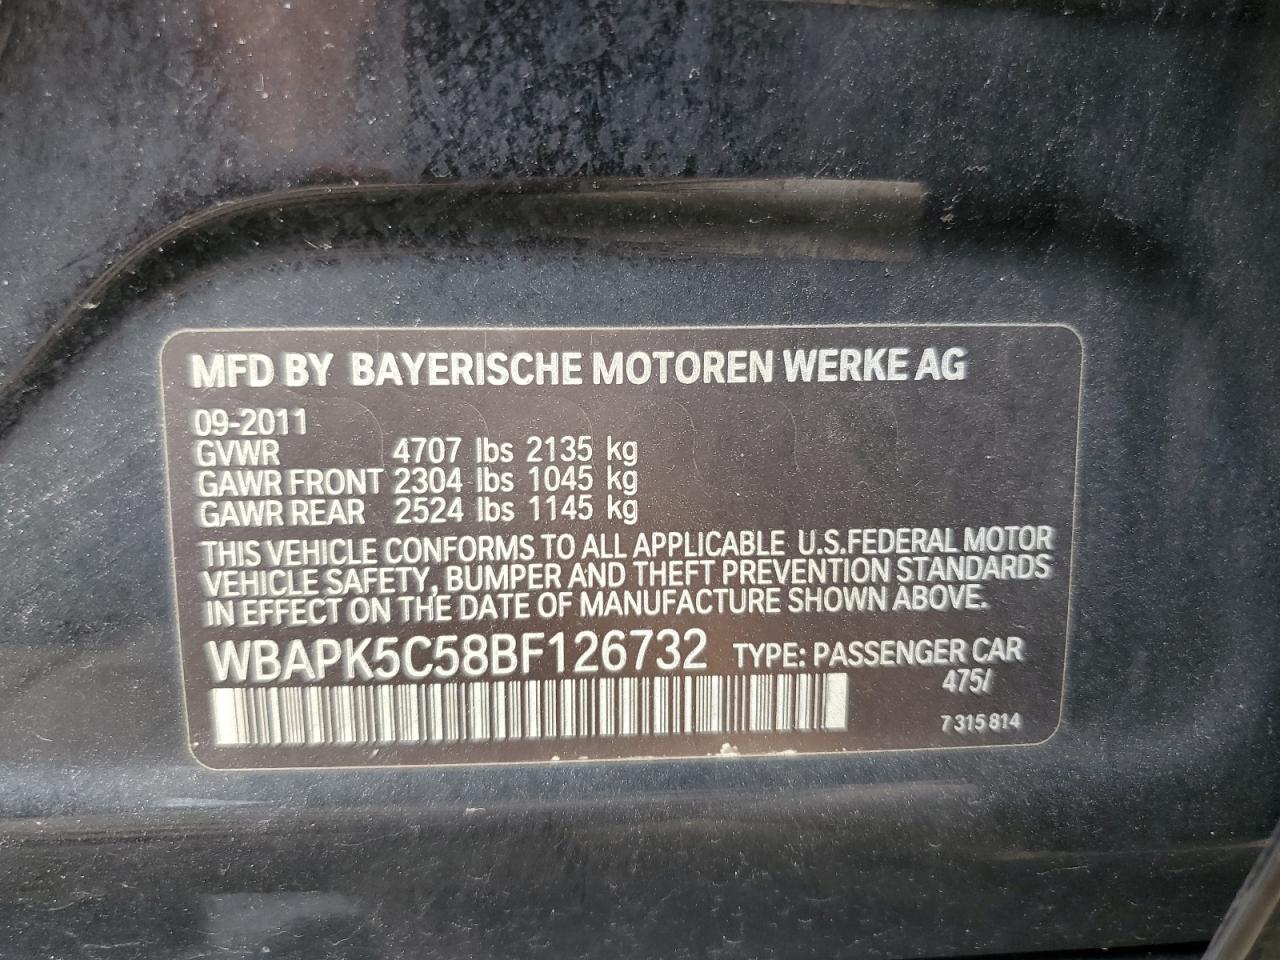 MFD BY BAYERISCHE MOTOREN WERKE AG
09-2011
GVWR 4707 lbs 2135 kg
GAWR FRONT 2304 lbs 1045 kg
GAWR REAR 2524 lbs 1145 kg
THIS VEHICLE CONFORMS TO ALL APPLICABLE U.S.FEDERAL MOTOR
VEHICLE SAFETY, BUMPER AND THEFT PREVENTION STANDARDS
IN EFFECT ON THE DATE OF MANUFACTURE SHOWN ABOVE.
WBAPK5C58BF126732 TYPE: PASSENGER CAR
475/
7 315 814